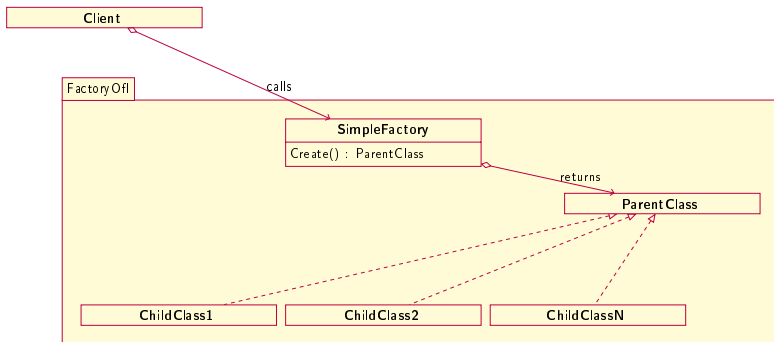 Client
calls
FactoryOfI
SimpleFactory
Create() : ParentClass
returns
ParentClass
ChildClass1
ChildClass2
ChildClassN